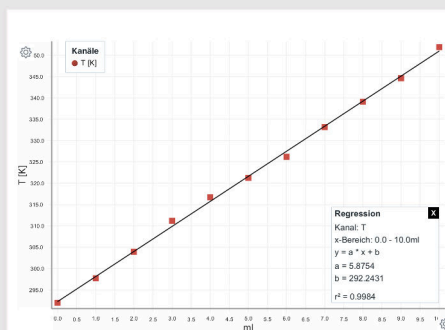 Kanäle
T [K]
350.0
345.0
340.0
335.0
330.0
325.0
320.0
315.0
310.0
305.0
300.0
295.0
T [K]
Regression X
Kanal: T
x-Bereich: 0.0 - 10.0ml
y = a * x + b
a = 5.8754
b = 292.2431
r² = 0.9984
0.0 0.5 1.0 1.5 2.0 2.5 3.0 3.5 4.0 4.5 5.0 5.5 6.0 6.5 7.0 7.5 8.0 8.5 9.0 9.5
ml